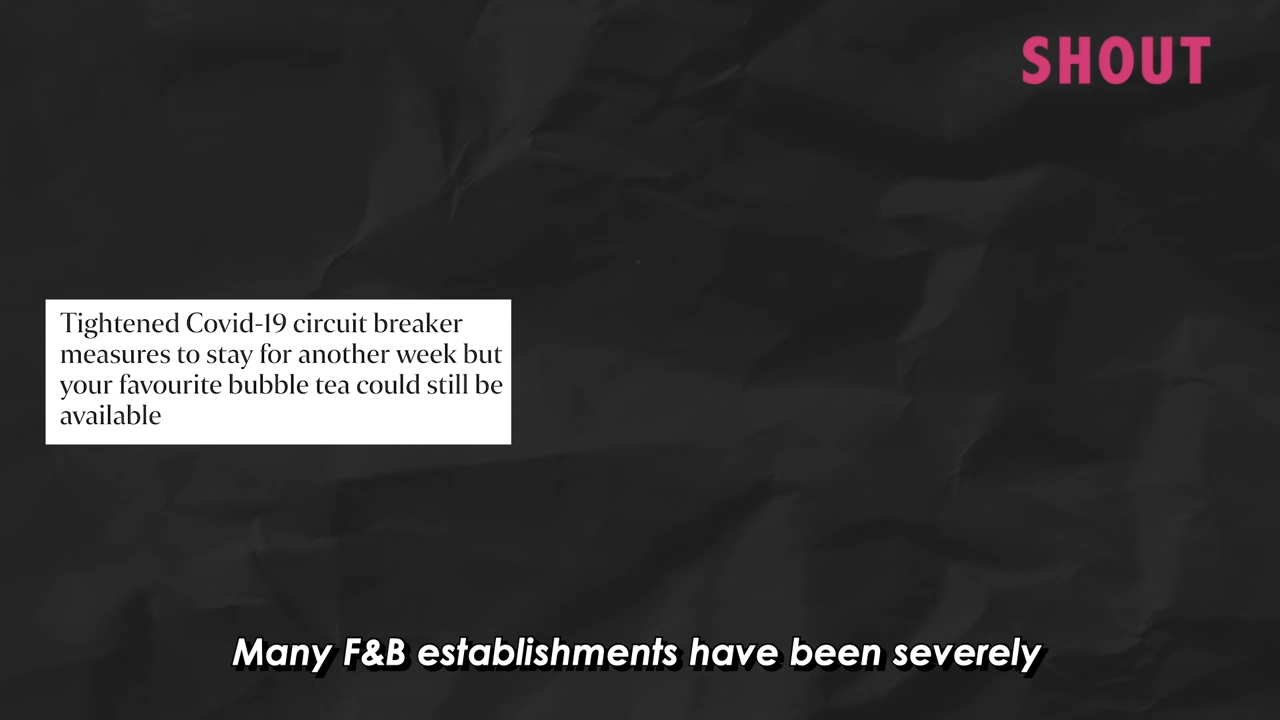 SHOUT
Tightened Covid-19 circuit breaker
measures to stay for another week but
your favourite bubble tea could still be
available
Many F&B establishments have been severely